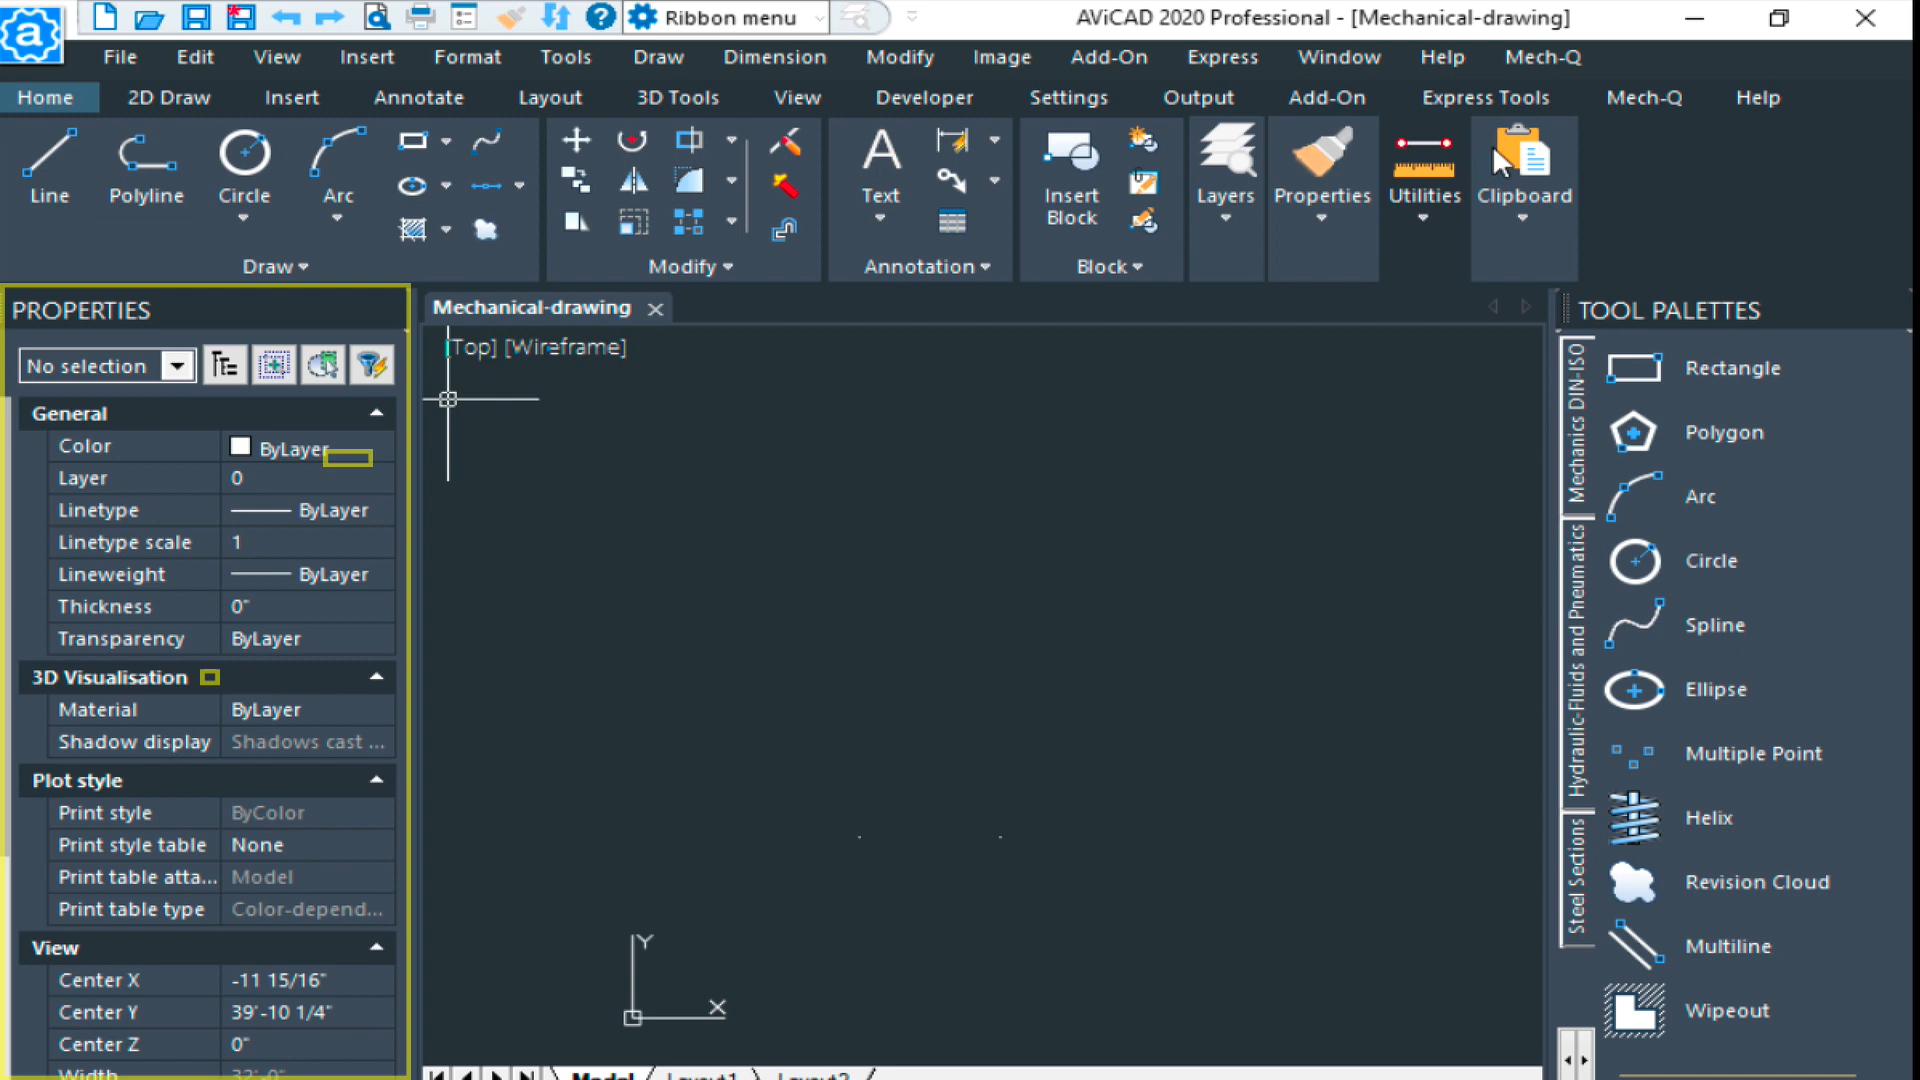 a Ribbon menu AViCAD 2020 Professional - [Mechanical-drawing]
File Edit View Insert Format Tools Draw Dimension Modify Image Add-On Express Window Help Mech-Q
Home 2D Draw Insert Annotate Layout 3D Tools View Developer Settings Output Add-On Express Tools Mech-Q Help
Line Polyline Circle Arc
Draw
Modify
A
Text
Annotation
Insert Block
Block
Layers Properties Utilities Clipboard
PROPERTIES
No selection
General
Color ByLayer
Layer 0
Linetype ByLayer
Linetype scale 1
Lineweight ByLayer
Thickness 0"
Transparency ByLayer
3D Visualisation
Material ByLayer
Shadow display Shadows cast ...
Plot style
Print style ByColor
Print style table None
Print table atta... Model
Print table type Color-depend...
View
Center X -11 15/16"
Center Y 39'-10 1/4"
Center Z 0"
Width 32'-0"
Mechanical-drawing
[Top] [Wireframe]
Y
X
Model Layout1 Layout2
TOOL PALETTES
Mechanics DIN-ISO
Hydraulic-Fluids and Pneumatics
Steel Sections
Rectangle
Polygon
Arc
Circle
Spline
Ellipse
Multiple Point
Helix
Revision Cloud
Multiline
Wipeout